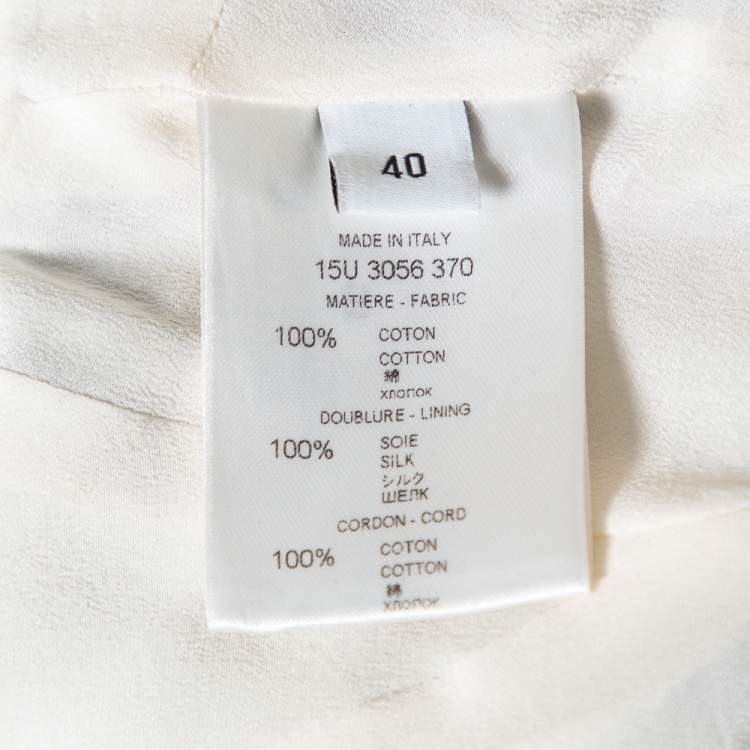 40
MADE IN ITALY
15U 3056 370
MATIERE - FABRIC
100% COTON
COTTON
綿
хлопок
DOUBLURE - LINING
100% SOIE
SILK
シルク
ШЕЛК
CORDON - CORD
100% COTON
COTTON
綿
хлопок